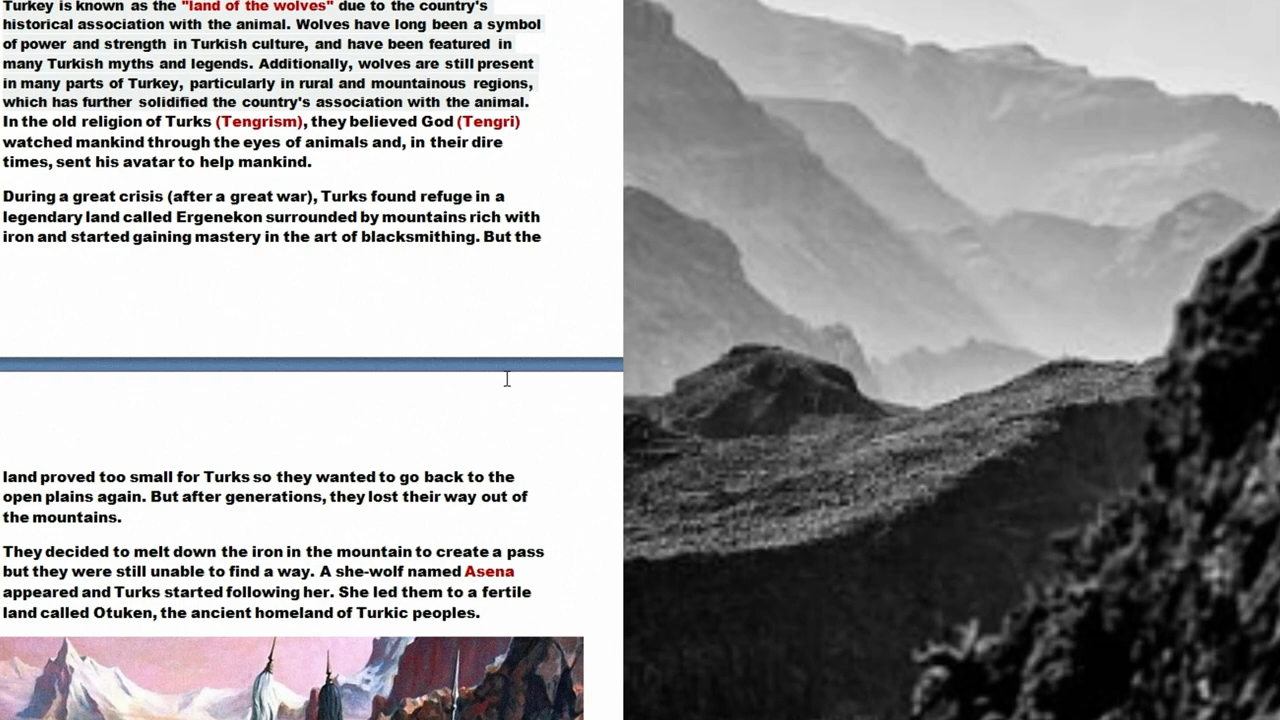 Turkey is known as the "land of the wolves" due to the country's
historical association with the animal. Wolves have long been a symbol
of power and strength in Turkish culture, and have been featured in
many Turkish myths and legends. Additionally, wolves are still present
in many parts of Turkey, particularly in rural and mountainous regions,
which has further solidified the country's association with the animal.
In the old religion of Turks (Tengrism), they believed God (Tengri)
watched mankind through the eyes of animals and, in their dire
times, sent his avatar to help mankind.
During a great crisis (after a great war), Turks found refuge in a
legendary land called Ergenekon surrounded by mountains rich with
iron and started gaining mastery in the art of blacksmithing. But the
land proved too small for Turks so they wanted to go back to the
open plains again. But after generations, they lost their way out of
the mountains.
They decided to melt down the iron in the mountain to create a pass
but they were still unable to find a way. A she-wolf named Asena
appeared and Turks started following her. She led them to a fertile
land called Otuken, the ancient homeland of Turkic peoples.